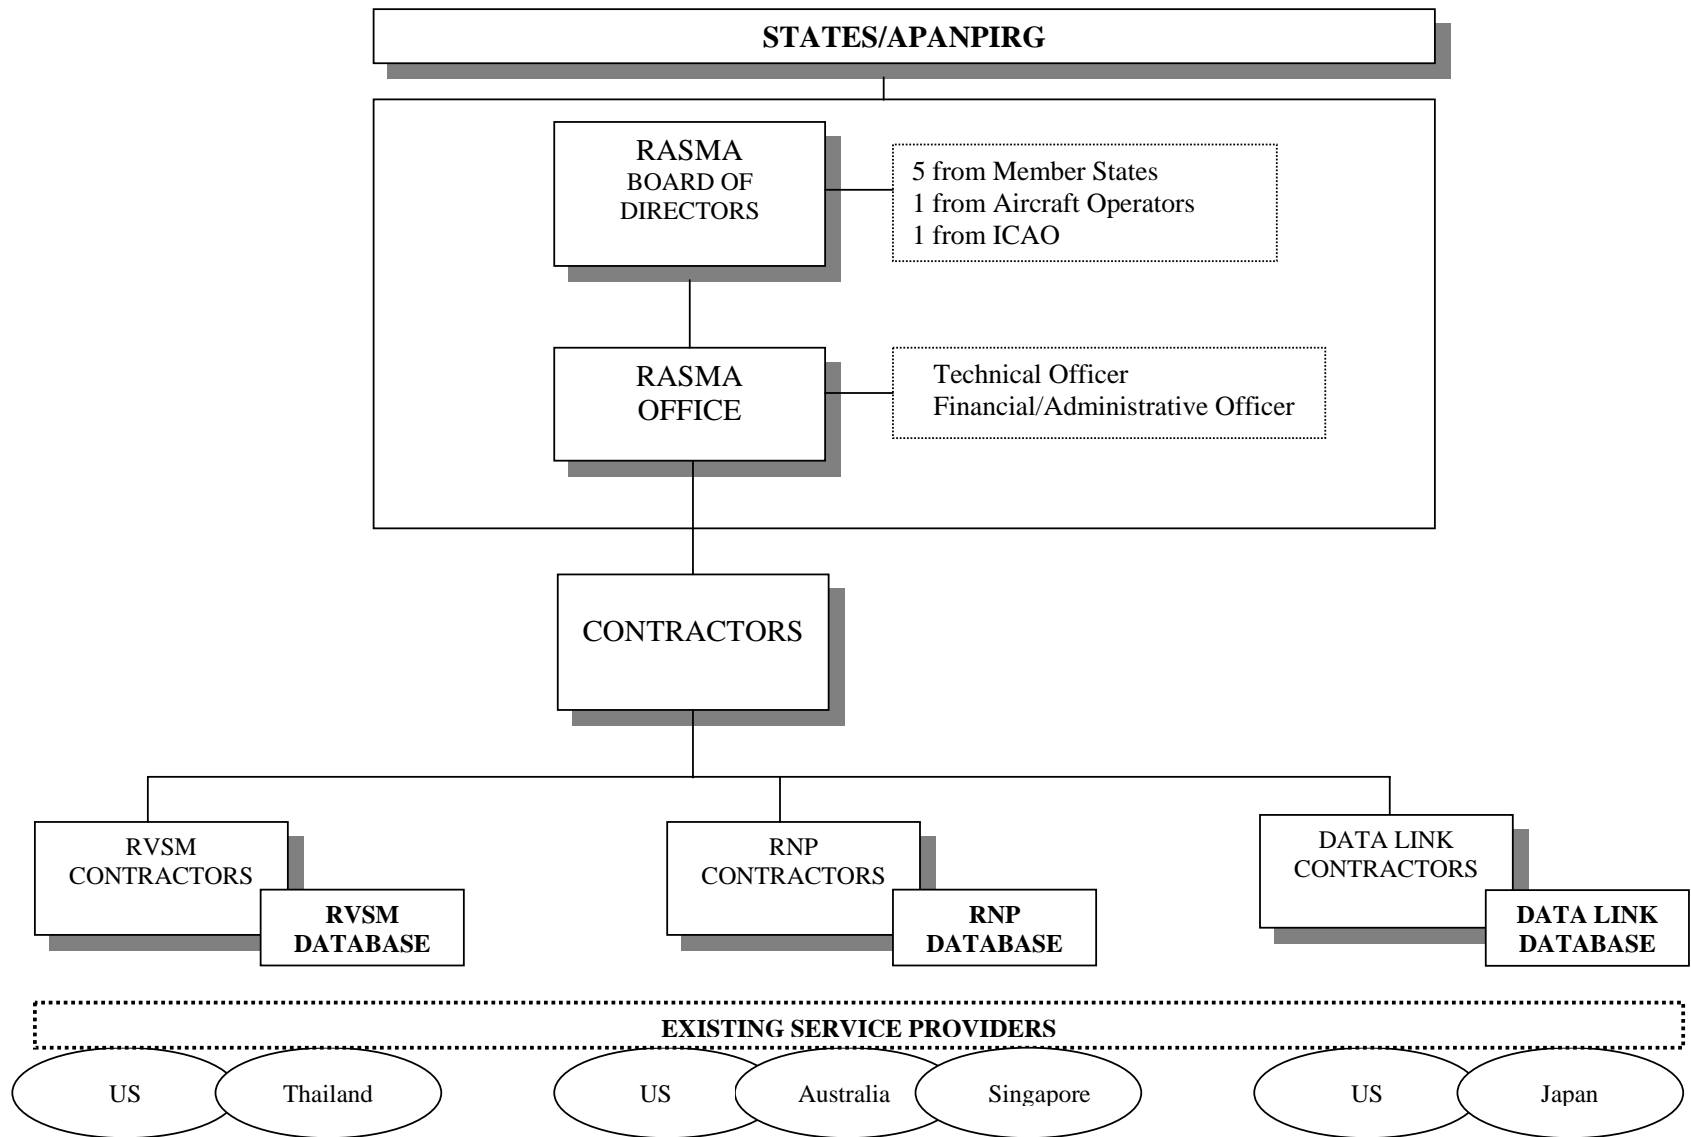 STATES/APANPIRG
RASMA
BOARD OF
DIRECTORS
5 from Member States
1 from Aircraft Operators
1 from ICAO
RASMA
OFFICE
Technical Officer
Financial/Administrative Officer
CONTRACTORS
RVSM
CONTRACTORS
RVSM
DATABASE
RNP
CONTRACTORS
RNP
DATABASE
DATA LINK
CONTRACTORS
DATA LINK
DATABASE
EXISTING SERVICE PROVIDERS
US
Thailand
US
Australia
Singapore
US
Japan